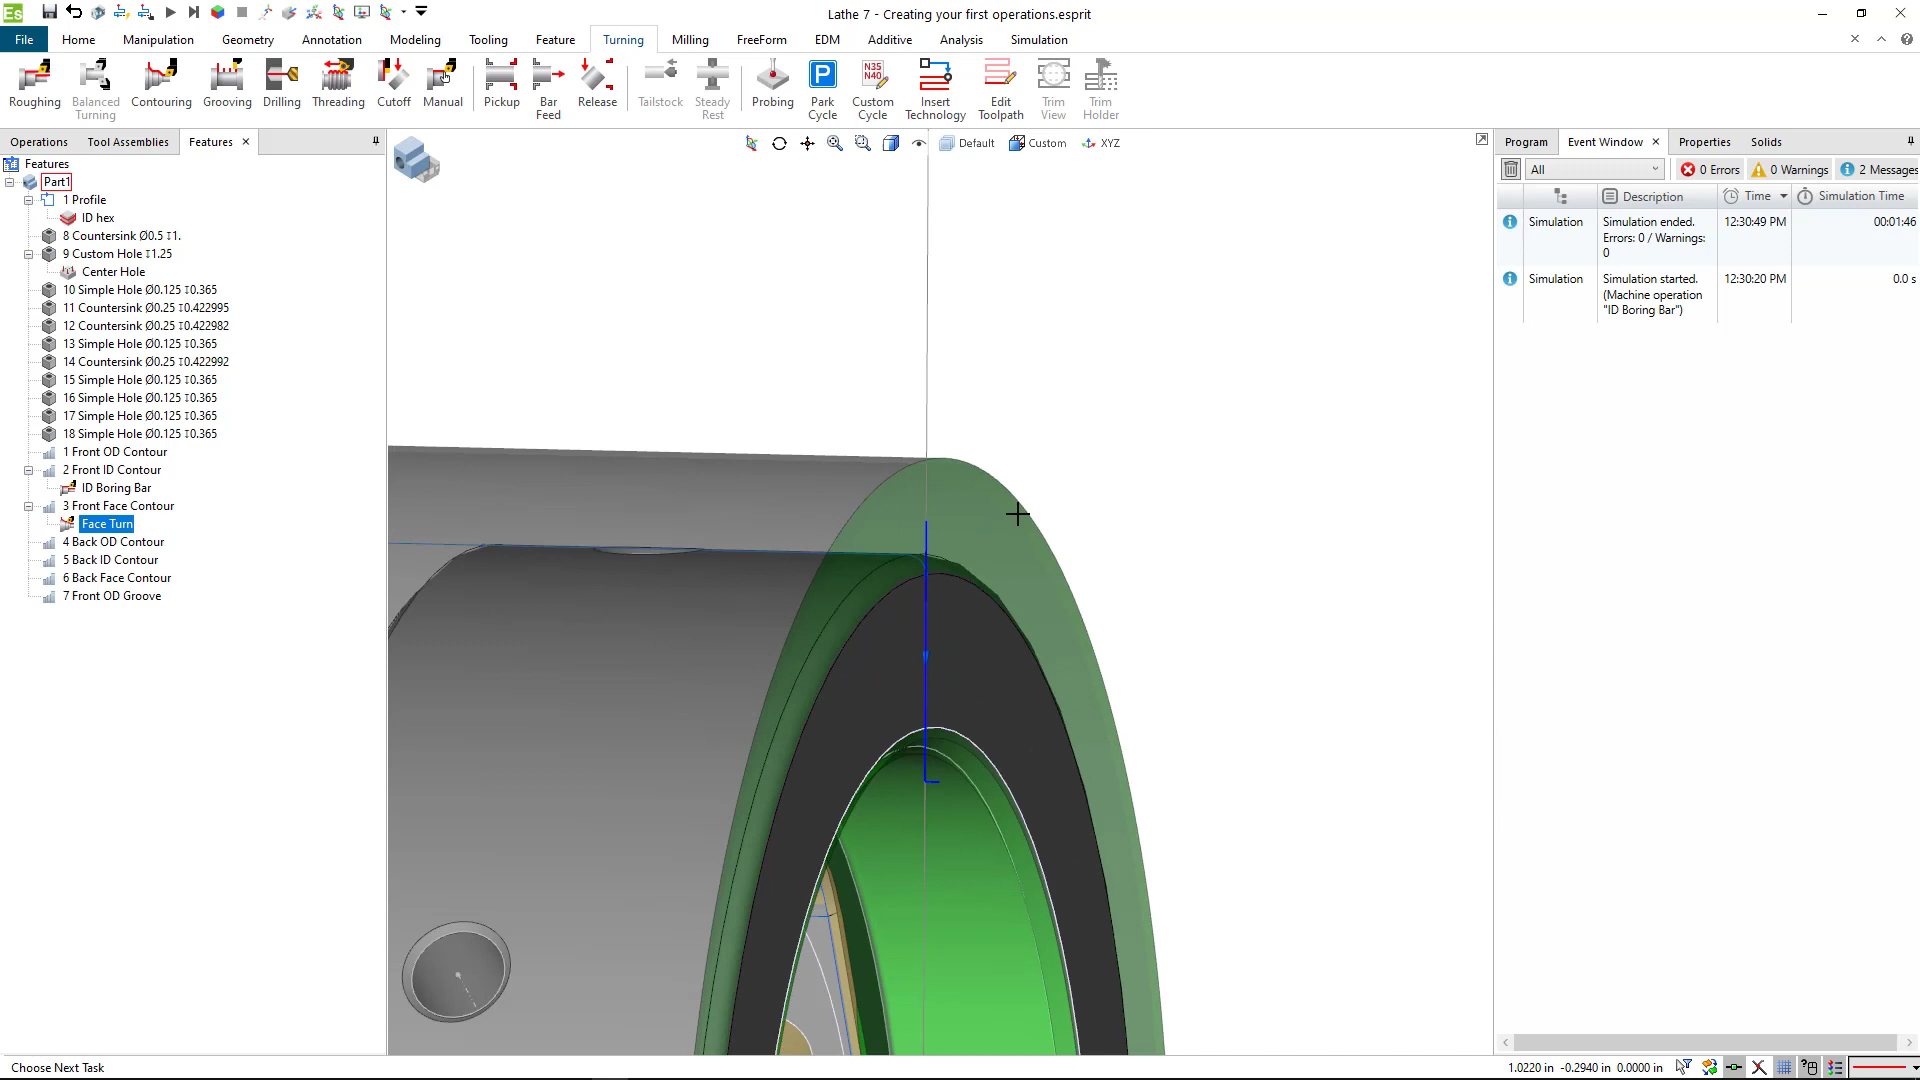 Es
Lathe 7 - Creating your first operations.esprit
File Home Manipulation Geometry Annotation Modeling Tooling Feature Turning Milling FreeForm EDM Additive Analysis Simulation
N35
N40
Roughing Balanced Turning Contouring Grooving Drilling Threading Cutoff Manual Pickup Bar Feed Release Tailstock Steady Rest Probing Park Cycle Custom Cycle Insert Technology Edit Toolpath Trim View Trim Holder
Operations Tool Assemblies Features
Default Custom XYZ
Program Event Window Properties Solids
All 0 Errors 0 Warnings 2 Messages
Description Time Simulation Time
Simulation Simulation ended. Errors: 0 / Warnings: 0 12:30:49 PM 00:01:46
Simulation Simulation started. (Machine operation "ID Boring Bar") 12:30:20 PM 0.0 s
Features
Part1
1 Profile
ID hex
8 Countersink Ø0.5 ↧1.
9 Custom Hole ↧1.25
Center Hole
10 Simple Hole Ø0.125 ↧0.365
11 Countersink Ø0.25 ↧0.422995
12 Countersink Ø0.25 ↧0.422982
13 Simple Hole Ø0.125 ↧0.365
14 Countersink Ø0.25 ↧0.422992
15 Simple Hole Ø0.125 ↧0.365
16 Simple Hole Ø0.125 ↧0.365
17 Simple Hole Ø0.125 ↧0.365
18 Simple Hole Ø0.125 ↧0.365
1 Front OD Contour
2 Front ID Contour
ID Boring Bar
3 Front Face Contour
Face Turn
4 Back OD Contour
5 Back ID Contour
6 Back Face Contour
7 Front OD Groove
Choose Next Task
1.0220 in -0.2940 in 0.0000 in